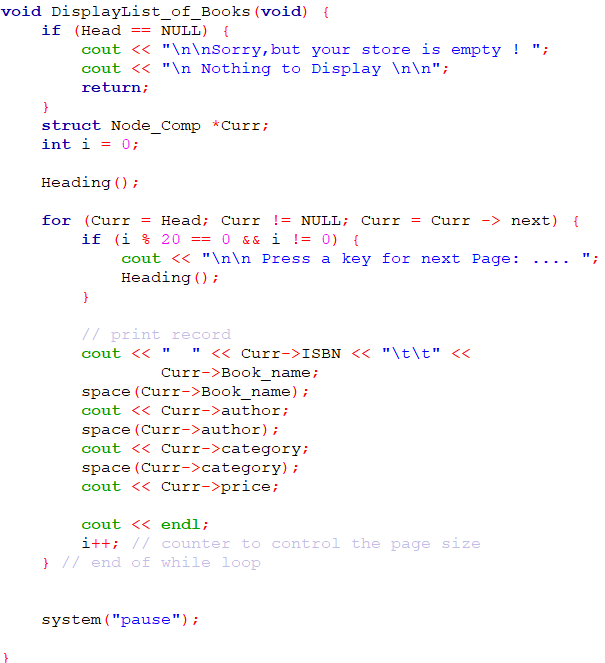 void DisplayList_of_Books(void) {
    if (Head == NULL) {
        cout << "\n\nSorry,but your store is empty ! ";
        cout << "\n Nothing to Display \n\n";
        return;
    }
    struct Node_Comp *Curr;
    int i = 0;

    Heading();

    for (Curr = Head; Curr != NULL; Curr = Curr -> next) {
        if (i % 20 == 0 && i != 0) {
            cout << "\n\n Press a key for next Page: .... ";
            Heading();
        }

        // print record
        cout << "  " << Curr->ISBN << "\t\t" <<
                Curr->Book_name;
        space(Curr->Book_name);
        cout << Curr->author;
        space(Curr->author);
        cout << Curr->category;
        space(Curr->category);
        cout << Curr->price;

        cout << endl;
        i++; // counter to control the page size
    } // end of while loop


    system("pause");

}